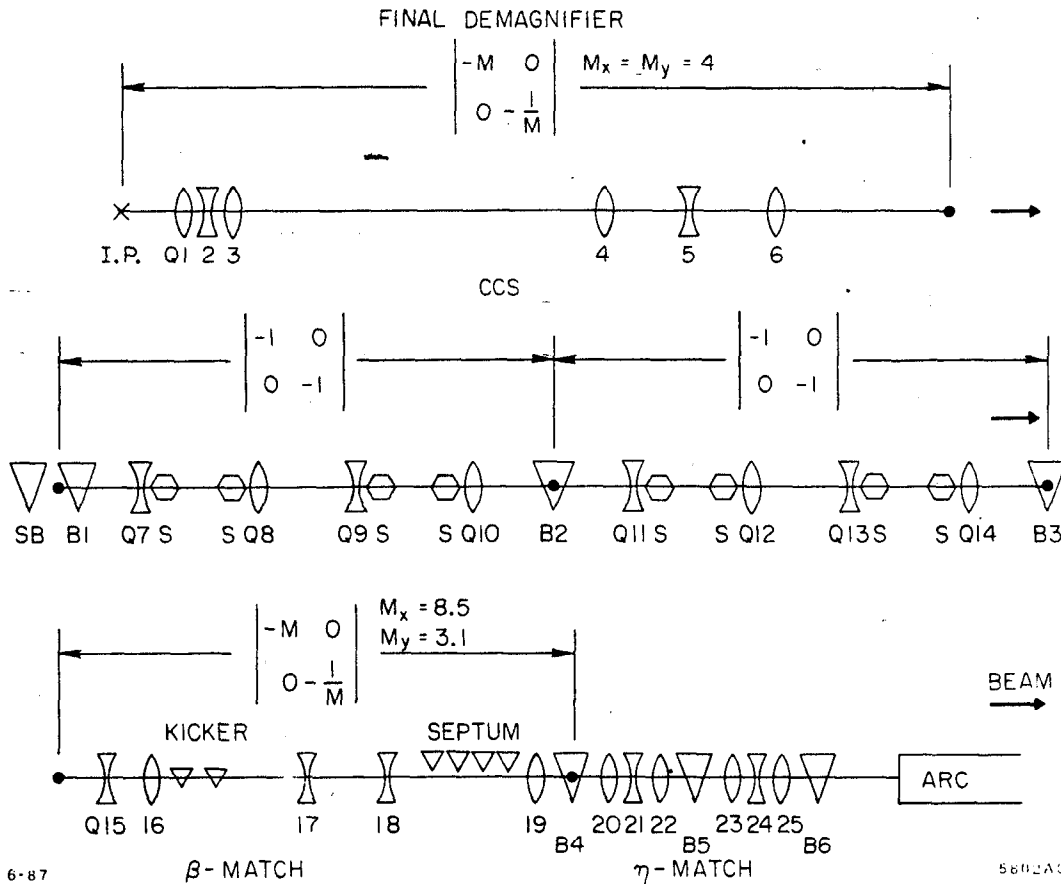 FINAL DEMAGNIFIER
-M 0 Mx = My = 4
0 - 1/M
I.P. Q1 2 3 4 5 6
CCS
-1 0 -1 0
0 -1 0 -1
SB B1 Q7 S S Q8 Q9 S S Q10 B2 Q11 S S Q12 Q13 S S Q14 B3
-M 0 Mx = 8.5
My = 3.1
0 - 1/M
BEAM
KICKER SEPTUM
ARC
Q15 16 17 18 19 20 21 22 23 24 25
B4 B5 B6
6-87 β-MATCH η-MATCH